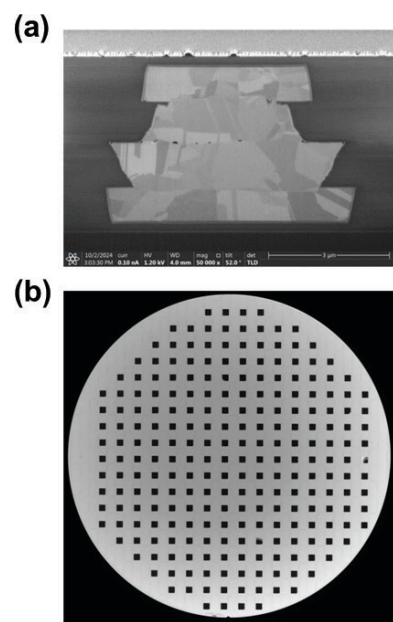 (a)
10/2/2024 curr HV WD mag tilt det
3:03:30 PM 0.10 nA 1.20 kV 4.0 mm 50 000 x 52.0 ° TLD
3 µm
(b)